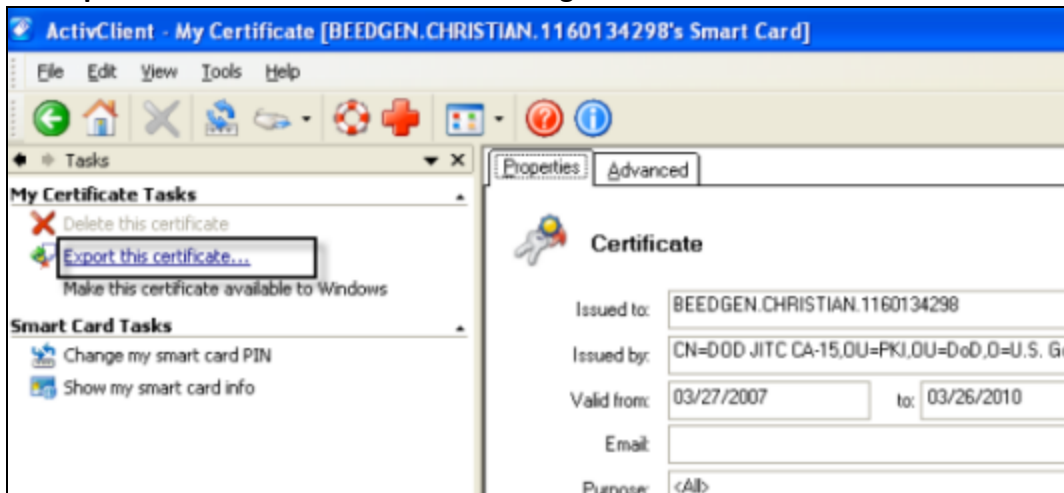 ActivClient - My Certificate [BEEDGEN.CHRISTIAN.1160134298's Smart Card]
File Edit View Tools Help
Tasks
My Certificate Tasks
Delete this certificate
Export this certificate...
Make this certificate available to Windows
Smart Card Tasks
Change my smart card PIN
Show my smart card info
Properties Advanced
Certificate
Issued to: BEEDGEN.CHRISTIAN.1160134298
Issued by: CN=DOD JITC CA-15,OU=PKI,OU=DoD,O=U.S. G
Valid from: 03/27/2007 to: 03/26/2010
Email:
Purpose: <All>